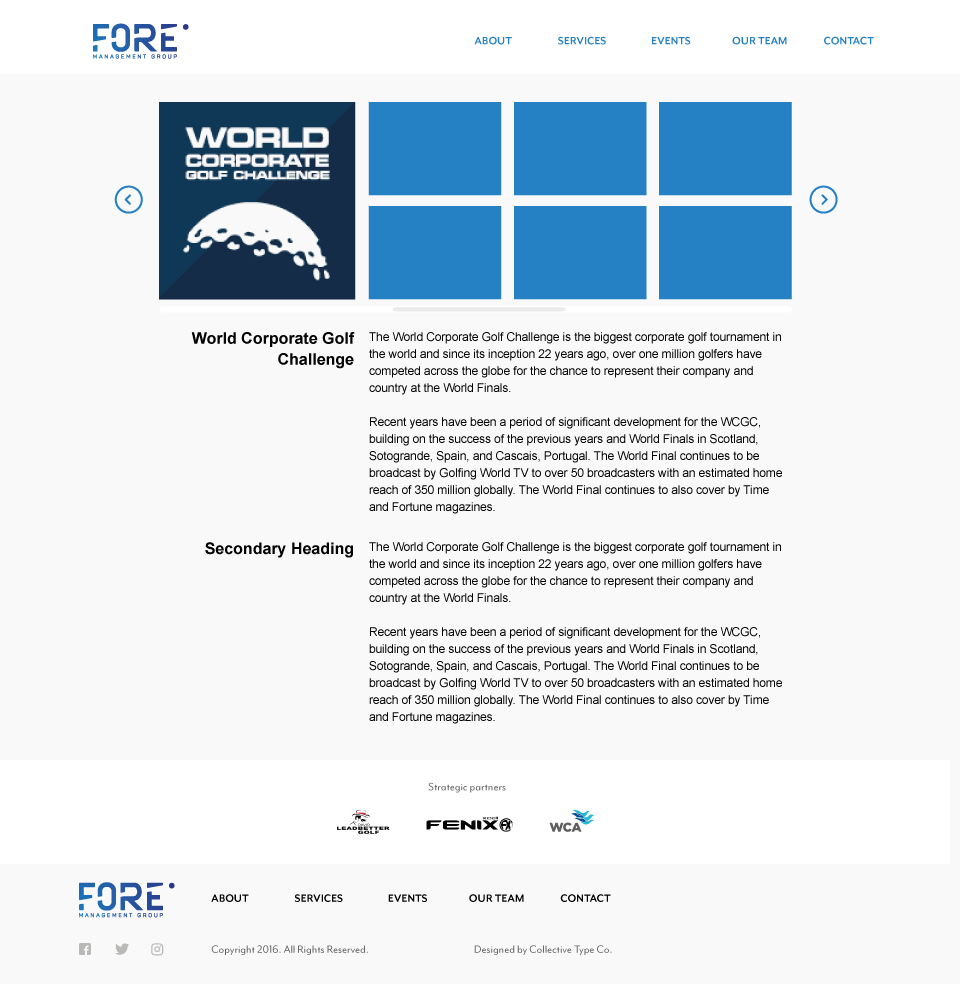 FORE
MANAGEMENT GROUP
ABOUT SERVICES EVENTS OUR TEAM CONTACT
WORLD
CORPORATE
GOLF CHALLENGE
World Corporate Golf
Challenge
The World Corporate Golf Challenge is the biggest corporate golf tournament in
the world and since its inception 22 years ago, over one million golfers have
competed across the globe for the chance to represent their company and
country at the World Finals.
Recent years have been a period of significant development for the WCGC,
building on the success of the previous years and World Finals in Scotland,
Sotogrande, Spain, and Cascais, Portugal. The World Final continues to be
broadcast by Golfing World TV to over 50 broadcasters with an estimated home
reach of 350 million globally. The World Final continues to also cover by Time
and Fortune magazines.
Secondary Heading
The World Corporate Golf Challenge is the biggest corporate golf tournament in
the world and since its inception 22 years ago, over one million golfers have
competed across the globe for the chance to represent their company and
country at the World Finals.
Recent years have been a period of significant development for the WCGC,
building on the success of the previous years and World Finals in Scotland,
Sotogrande, Spain, and Cascais, Portugal. The World Final continues to be
broadcast by Golfing World TV to over 50 broadcasters with an estimated home
reach of 350 million globally. The World Final continues to also cover by Time
and Fortune magazines.
Strategic partners
DAVID
LEADBETTER
GOLF
XCELL
FENIX
WCA
FORE
MANAGEMENT GROUP
ABOUT SERVICES EVENTS OUR TEAM CONTACT
Copyright 2016. All Rights Reserved. Designed by Collective Type Co.